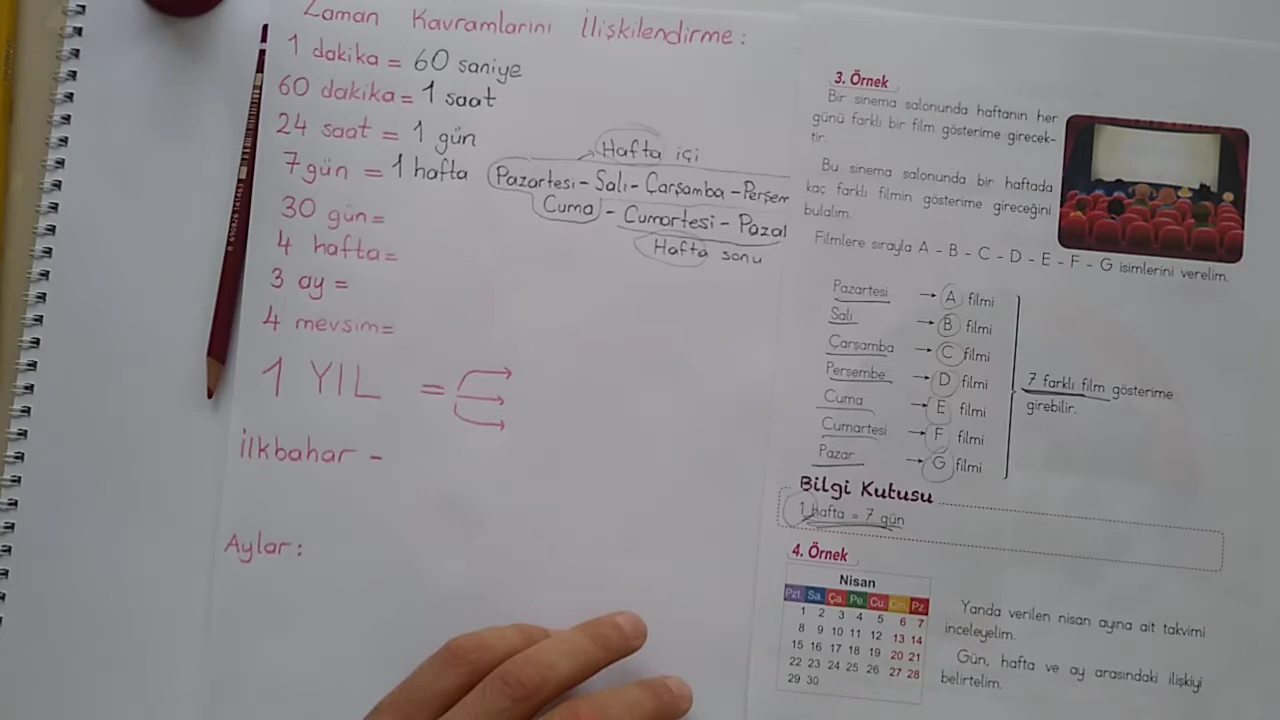 Zaman Kavramlarını İlişkilendirme:
1 dakika = 60 saniye
60 dakika = 1 saat
24 saat = 1 gün
7 gün = 1 hafta
Hafta içi
Pazartesi - Salı - Çarşamba - Perşem
Cuma - Cumartesi - Pazal
Hafta sonu
30 gün =
4 hafta =
3 ay =
4 mevsim =
1 YIL =
İlkbahar -
Aylar:
3. Örnek
Bir sinema salonunda haftanın her
günü farklı bir film gösterime girecek-
tir.
Bu sinema salonunda bir haftada
kaç farklı filmin gösterime gireceğini
bulalım.
Filmlere sırayla A - B - C - D - E - F - G isimlerini verelim.
Pazartesi → A filmi
Salı → B filmi
Çarşamba → C filmi
Perşembe → D filmi
Cuma → E filmi
Cumartesi → F filmi
Pazar → G filmi
7 farklı film gösterime
girebilir.
Bilgi Kutusu
1 hafta = 7 gün
4. Örnek
Nisan
Pzt. Sa. Ça. Pe. Cu. Cm. Pz.
1 2 3 4 5 6 7
8 9 10 11 12 13 14
15 16 17 18 19 20 21
22 23 24 25 26 27 28
29 30
Yanda verilen nisan ayına ait takvimi
inceleyelim.
Gün, hafta ve ay arasındaki ilişkiyi
belirtelim.